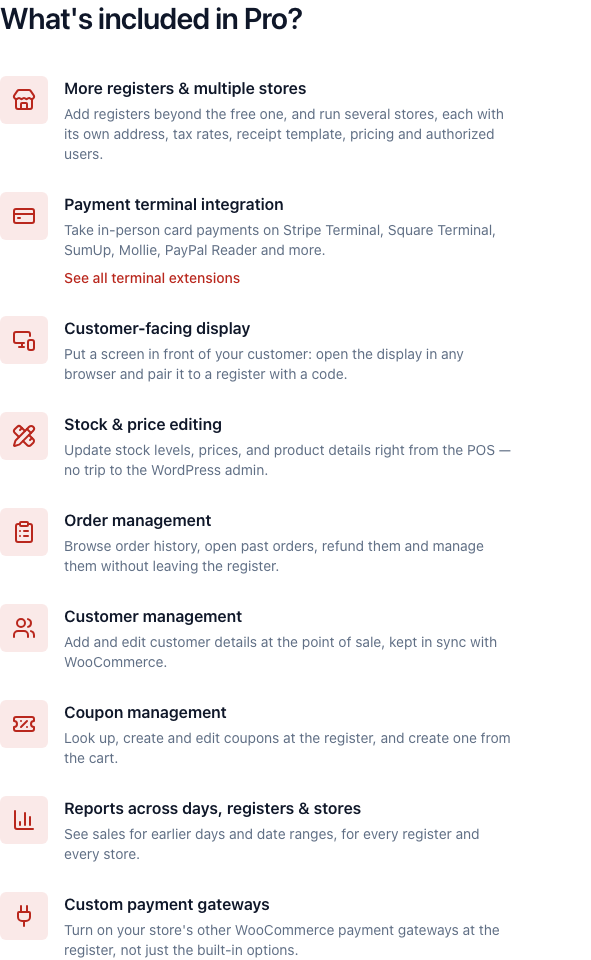 What's included in Pro?
More registers & multiple stores
Add registers beyond the free one, and run several stores, each with
its own address, tax rates, receipt template, pricing and authorized
users.
Payment terminal integration
Take in-person card payments on Stripe Terminal, Square Terminal,
SumUp, Mollie, PayPal Reader and more.
See all terminal extensions
Customer-facing display
Put a screen in front of your customer: open the display in any
browser and pair it to a register with a code.
Stock & price editing
Update stock levels, prices, and product details right from the POS —
no trip to the WordPress admin.
Order management
Browse order history, open past orders, refund them and manage
them without leaving the register.
Customer management
Add and edit customer details at the point of sale, kept in sync with
WooCommerce.
Coupon management
Look up, create and edit coupons at the register, and create one from
the cart.
Reports across days, registers & stores
See sales for earlier days and date ranges, for every register and
every store.
Custom payment gateways
Turn on your store's other WooCommerce payment gateways at the
register, not just the built-in options.